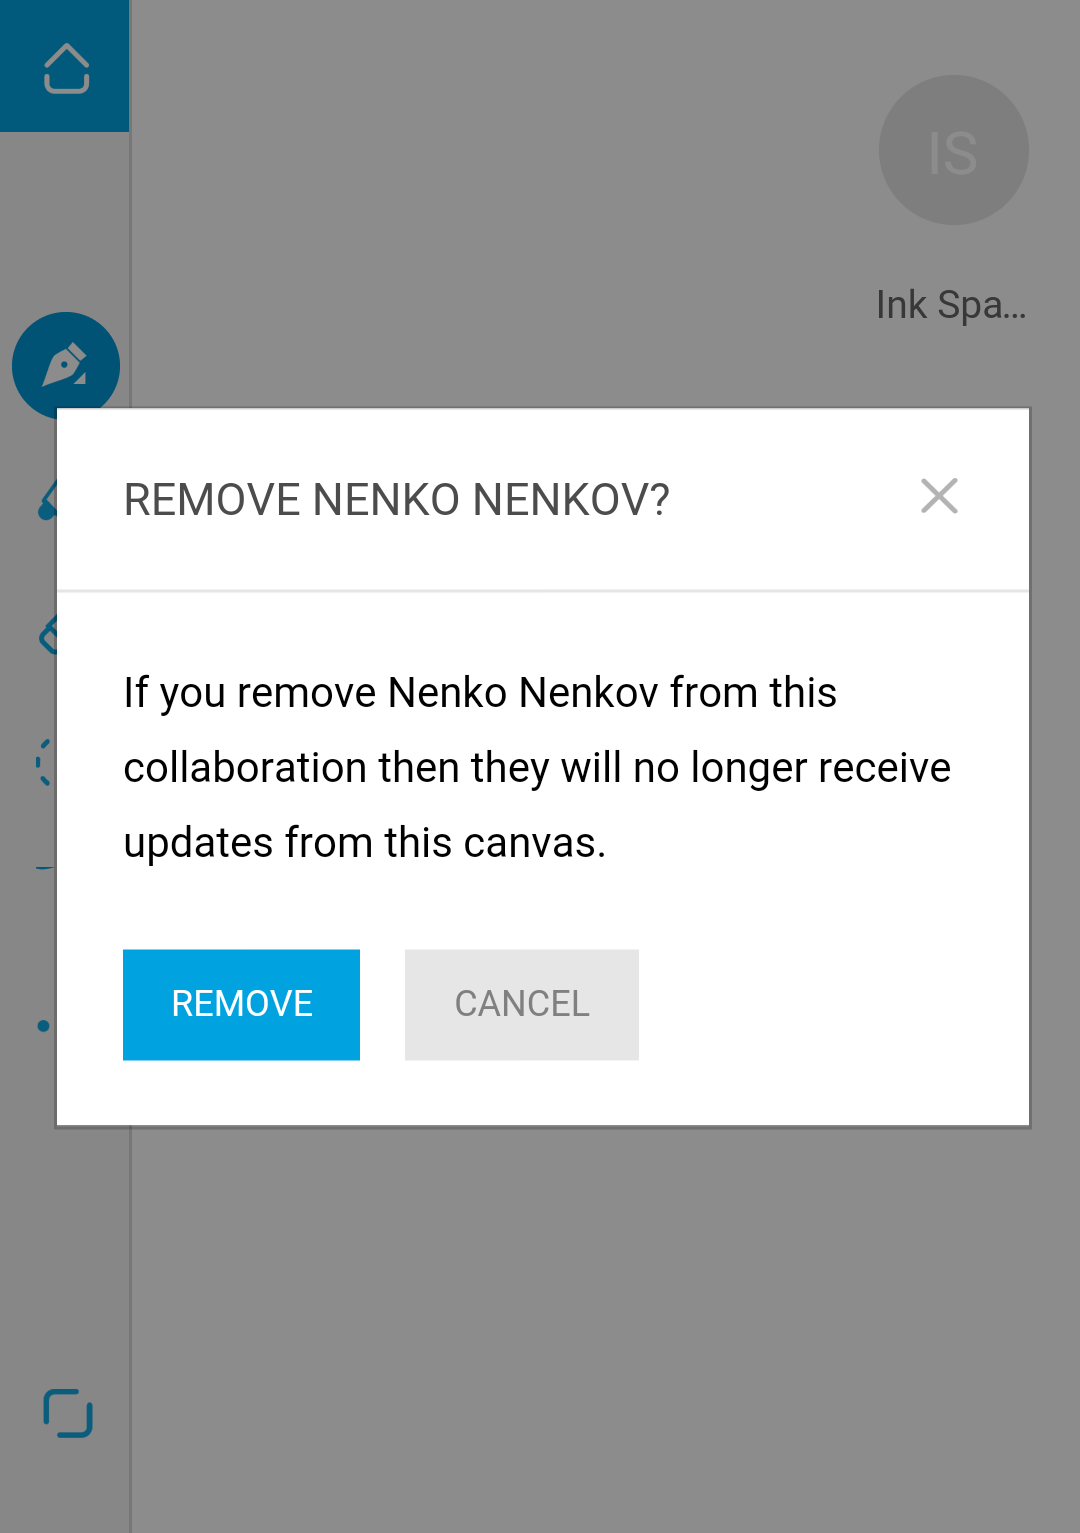 IS
Ink Spa...
REMOVE NENKO NENKOV?
If you remove Nenko Nenkov from this
collaboration then they will no longer receive
updates from this canvas.
REMOVE
CANCEL